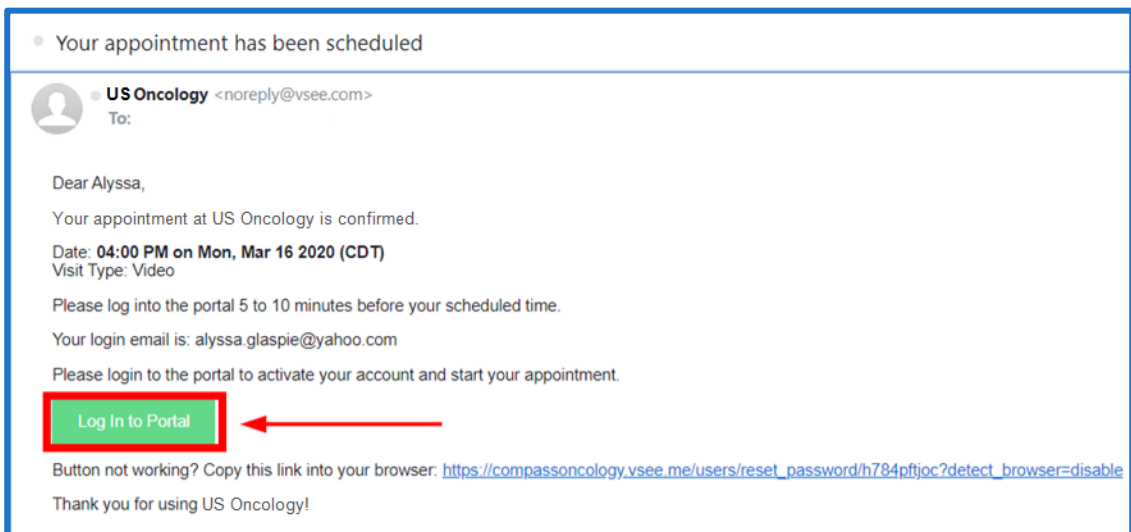 Your appointment has been scheduled
US Oncology <noreply@vsee.com>
To:
Dear Alyssa,
Your appointment at US Oncology is confirmed.
Date: 04:00 PM on Mon, Mar 16 2020 (CDT)
Visit Type: Video
Please log into the portal 5 to 10 minutes before your scheduled time.
Your login email is: alyssa.glaspie@yahoo.com
Please login to the portal to activate your account and start your appointment.
Log In to Portal
Button not working? Copy this link into your browser: https://compassoncology.vsee.me/users/reset_password/h784pftjoc?detect_browser=disable
Thank you for using US Oncology!